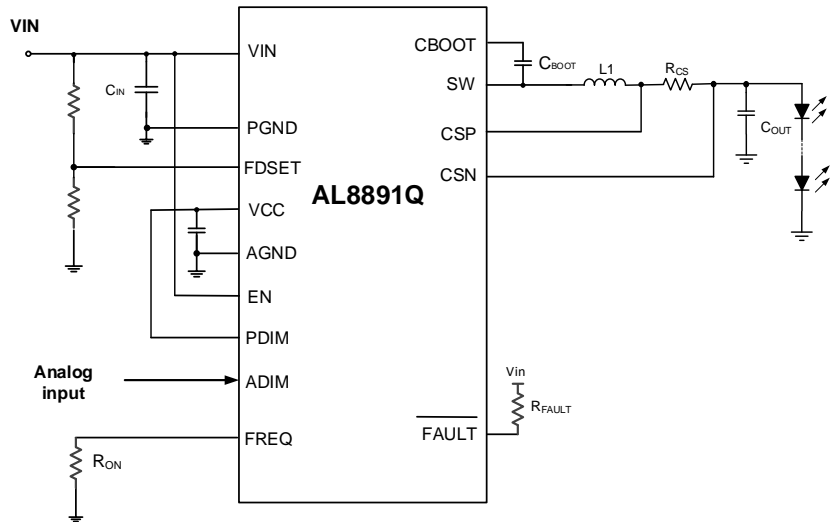 VIN
VIN
CIN
PGND
FDSET
VCC
AGND
EN
PDIM
Analog
input
ADIM
FREQ
RON
AL8891Q
CBOOT
CBOOT
SW
L1
RCS
CSP
COUT
CSN
Vin
RFAULT
FAULT